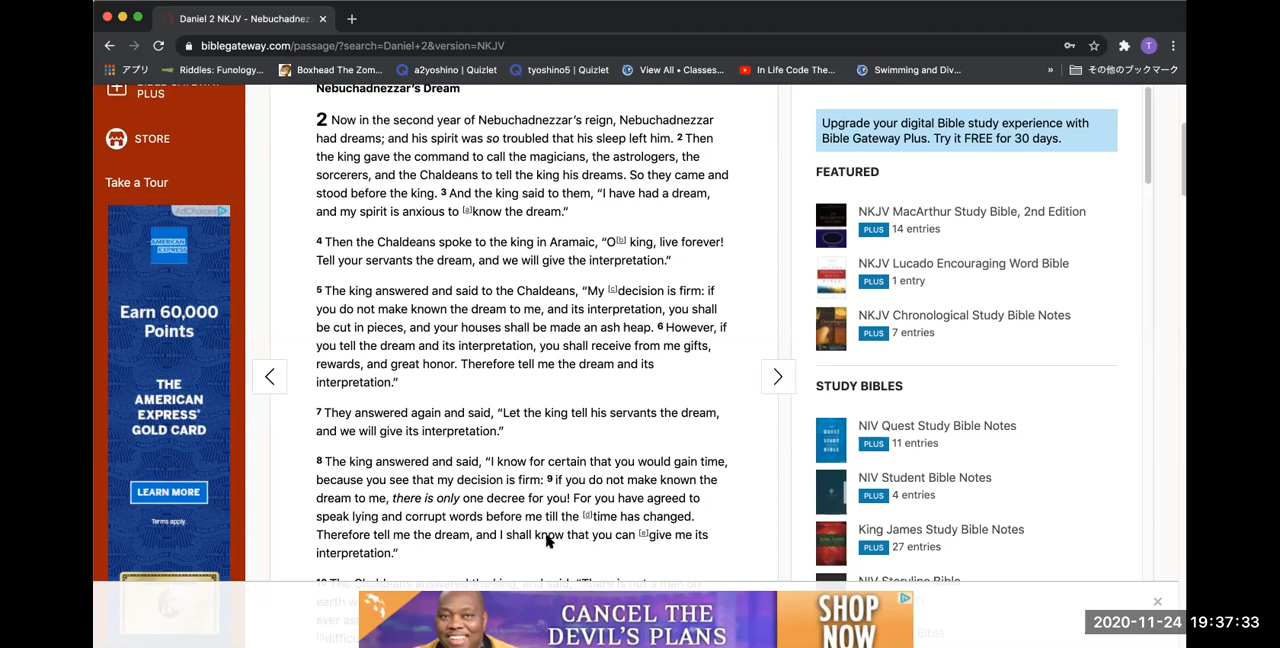 Daniel 2 NKJV - Nebuchadnez
biblegateway.com/passage/?search=Daniel+2&version=NKJV
T
アプリ
Riddles: Funology...
Boxhead The Zom...
a2yoshino | Quizlet
tyoshino5 | Quizlet
View All • Classes...
In Life Code The...
Swimming and Div...
»
その他のブックマーク
PLUS
STORE
Take a Tour
AdChoices
AMERICAN
EXPRESS
Earn 60,000
Points
THE
AMERICAN
EXPRESS®
GOLD CARD
LEARN MORE
Terms apply.
Nebuchadnezzar's Dream
2 Now in the second year of Nebuchadnezzar's reign, Nebuchadnezzar
had dreams; and his spirit was so troubled that his sleep left him. 2 Then
the king gave the command to call the magicians, the astrologers, the
sorcerers, and the Chaldeans to tell the king his dreams. So they came and
stood before the king. 3 And the king said to them, “I have had a dream,
and my spirit is anxious to [a]know the dream.”
4 Then the Chaldeans spoke to the king in Aramaic, “O[b] king, live forever!
Tell your servants the dream, and we will give the interpretation.”
5 The king answered and said to the Chaldeans, “My [c]decision is firm: if
you do not make known the dream to me, and its interpretation, you shall
be cut in pieces, and your houses shall be made an ash heap. 6 However, if
you tell the dream and its interpretation, you shall receive from me gifts,
rewards, and great honor. Therefore tell me the dream and its
interpretation.”
7 They answered again and said, “Let the king tell his servants the dream,
and we will give its interpretation.”
8 The king answered and said, “I know for certain that you would gain time,
because you see that my decision is firm: 9 if you do not make known the
dream to me, there is only one decree for you! For you have agreed to
speak lying and corrupt words before me till the [d]time has changed.
Therefore tell me the dream, and I shall know that you can [e]give me its
interpretation.”
Upgrade your digital Bible study experience with
Bible Gateway Plus. Try it FREE for 30 days.
FEATURED
NKJV MacArthur Study Bible, 2nd Edition
PLUS 14 entries
NKJV Lucado Encouraging Word Bible
PLUS 1 entry
NKJV Chronological Study Bible Notes
PLUS 7 entries
STUDY BIBLES
NIV Quest Study Bible Notes
PLUS 11 entries
NIV Student Bible Notes
PLUS 4 entries
King James Study Bible Notes
PLUS 27 entries
NIV Storyline Bible
CANCEL THE
DEVIL'S PLANS
SHOP
NOW
2020-11-24 19:37:33